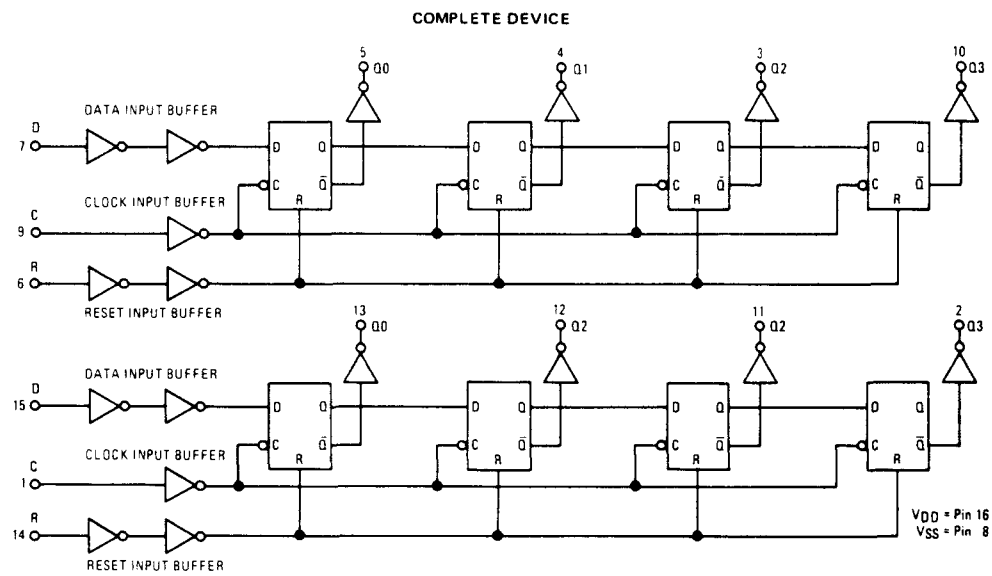 COMPLETE DEVICE
5 4 3 10
Q0 Q1 Q2 Q3
DATA INPUT BUFFER
D
7
D Q D Q D Q D Q
C Q̅ C Q̅ C Q̅ C Q̅
R R R R
CLOCK INPUT BUFFER
C
9
R
6
RESET INPUT BUFFER
13 12 11 2
Q0 Q2 Q2 Q3
DATA INPUT BUFFER
D
15
D Q D Q D Q D Q
C Q̅ C Q̅ C Q̅ C Q̅
R R R R
CLOCK INPUT BUFFER
C
1
R
14
VDD = Pin 16
VSS = Pin 8
RESET INPUT BUFFER